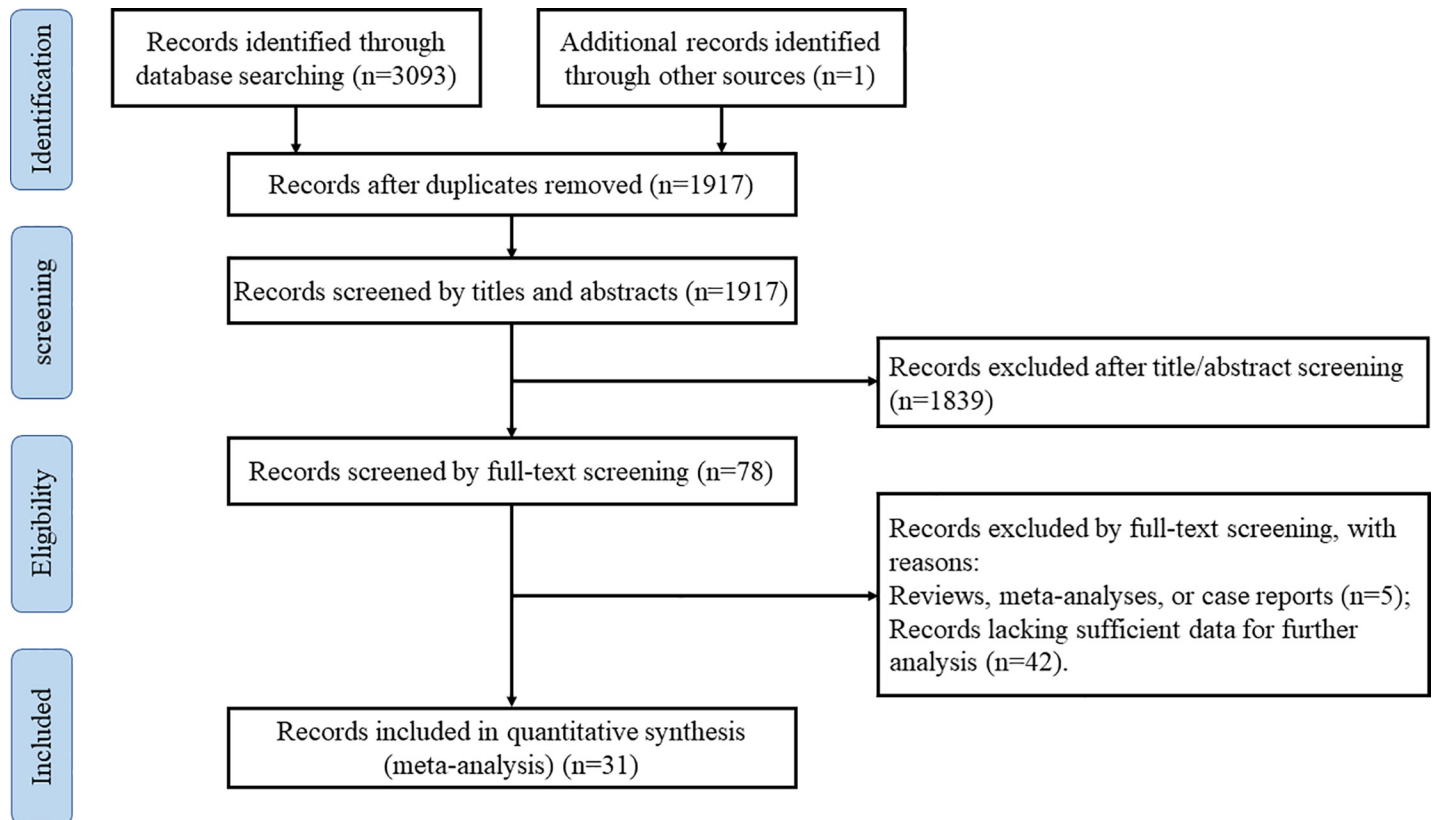 Identification
Records identified through
database searching (n=3093)
Additional records identified
through other sources (n=1)
Records after duplicates removed (n=1917)
screening
Records screened by titles and abstracts (n=1917)
Records excluded after title/abstract screening
(n=1839)
Eligibility
Records screened by full-text screening (n=78)
Records excluded by full-text screening, with
reasons:
Reviews, meta-analyses, or case reports (n=5);
Records lacking sufficient data for further
analysis (n=42).
Included
Records included in quantitative synthesis
(meta-analysis) (n=31)